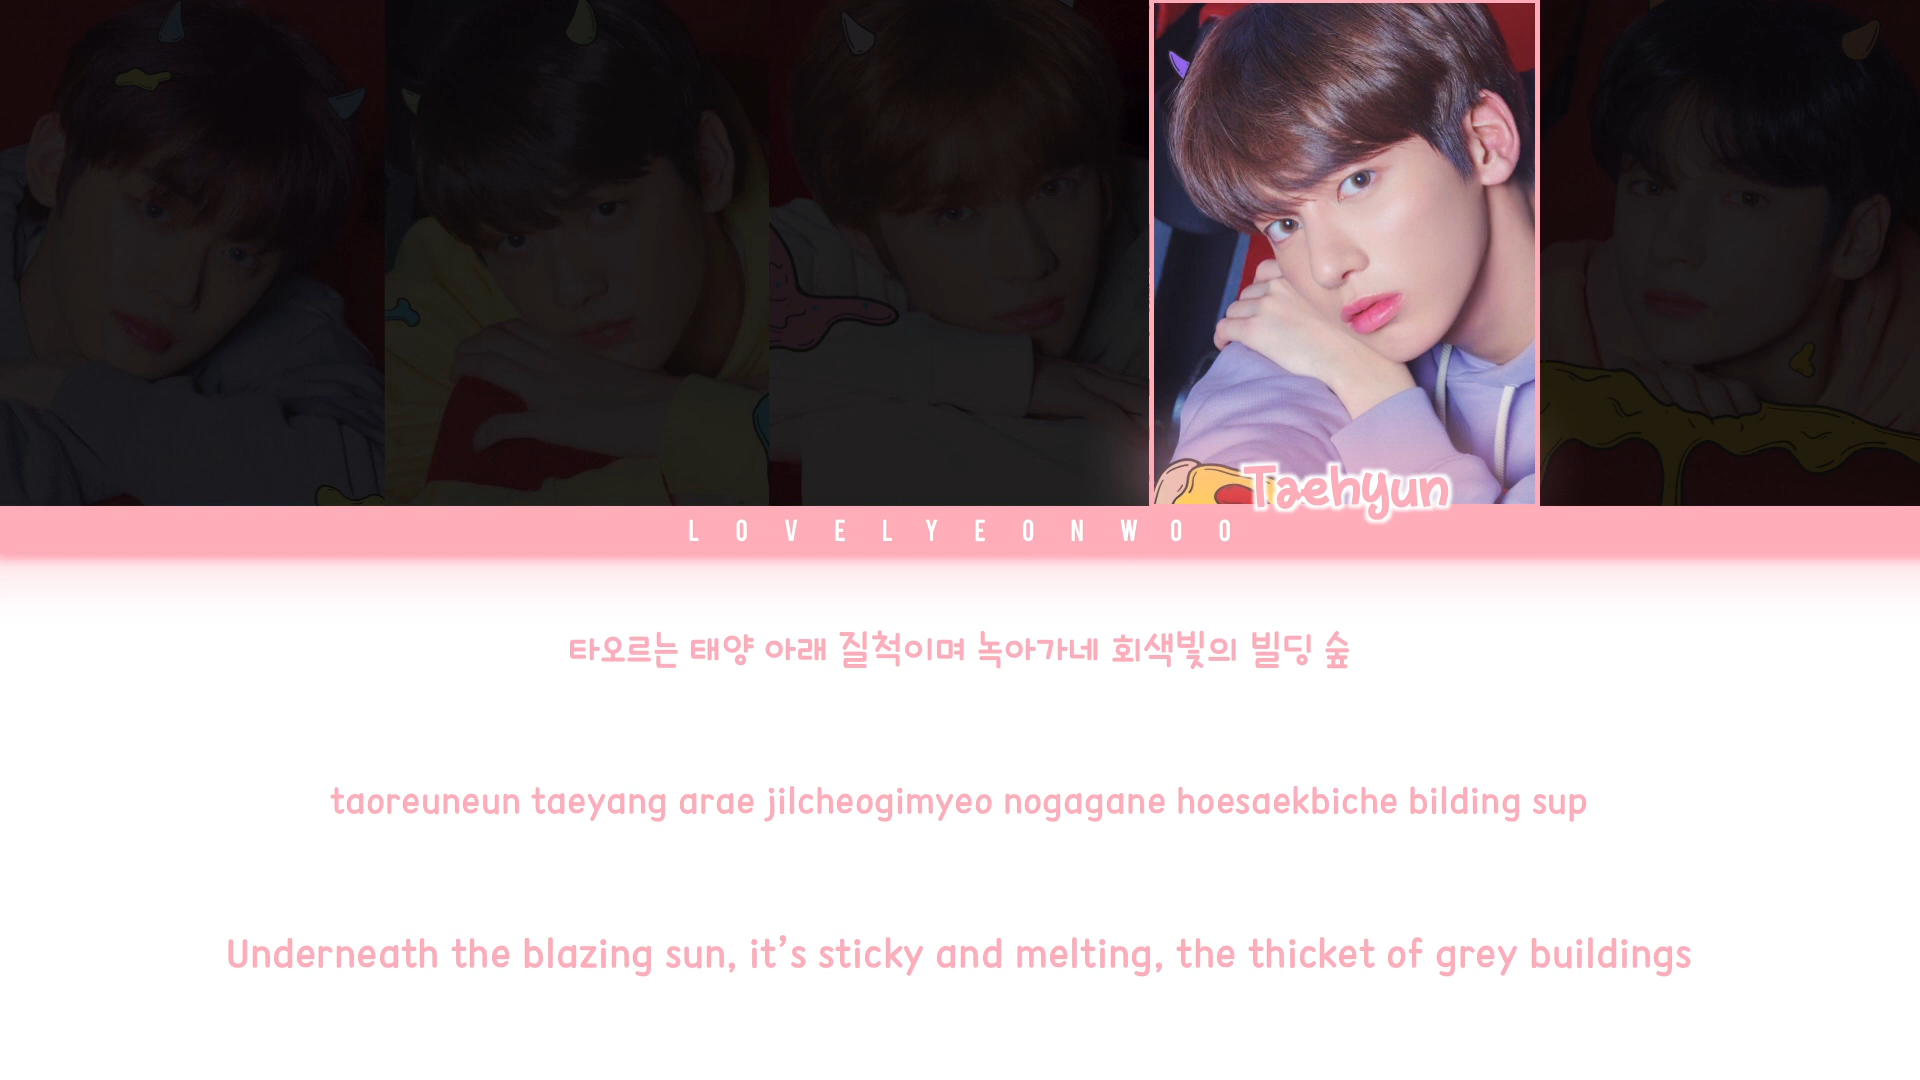 Taehyun
LOVELYEONWOO
타오르는 태양 아래 질척이며 녹아가네 회색빛의 빌딩 숲
taoreuneun taeyang arae jilcheogimyeo nogagane hoesaekbiche bilding sup
Underneath the blazing sun, it’s sticky and melting, the thicket of grey buildings